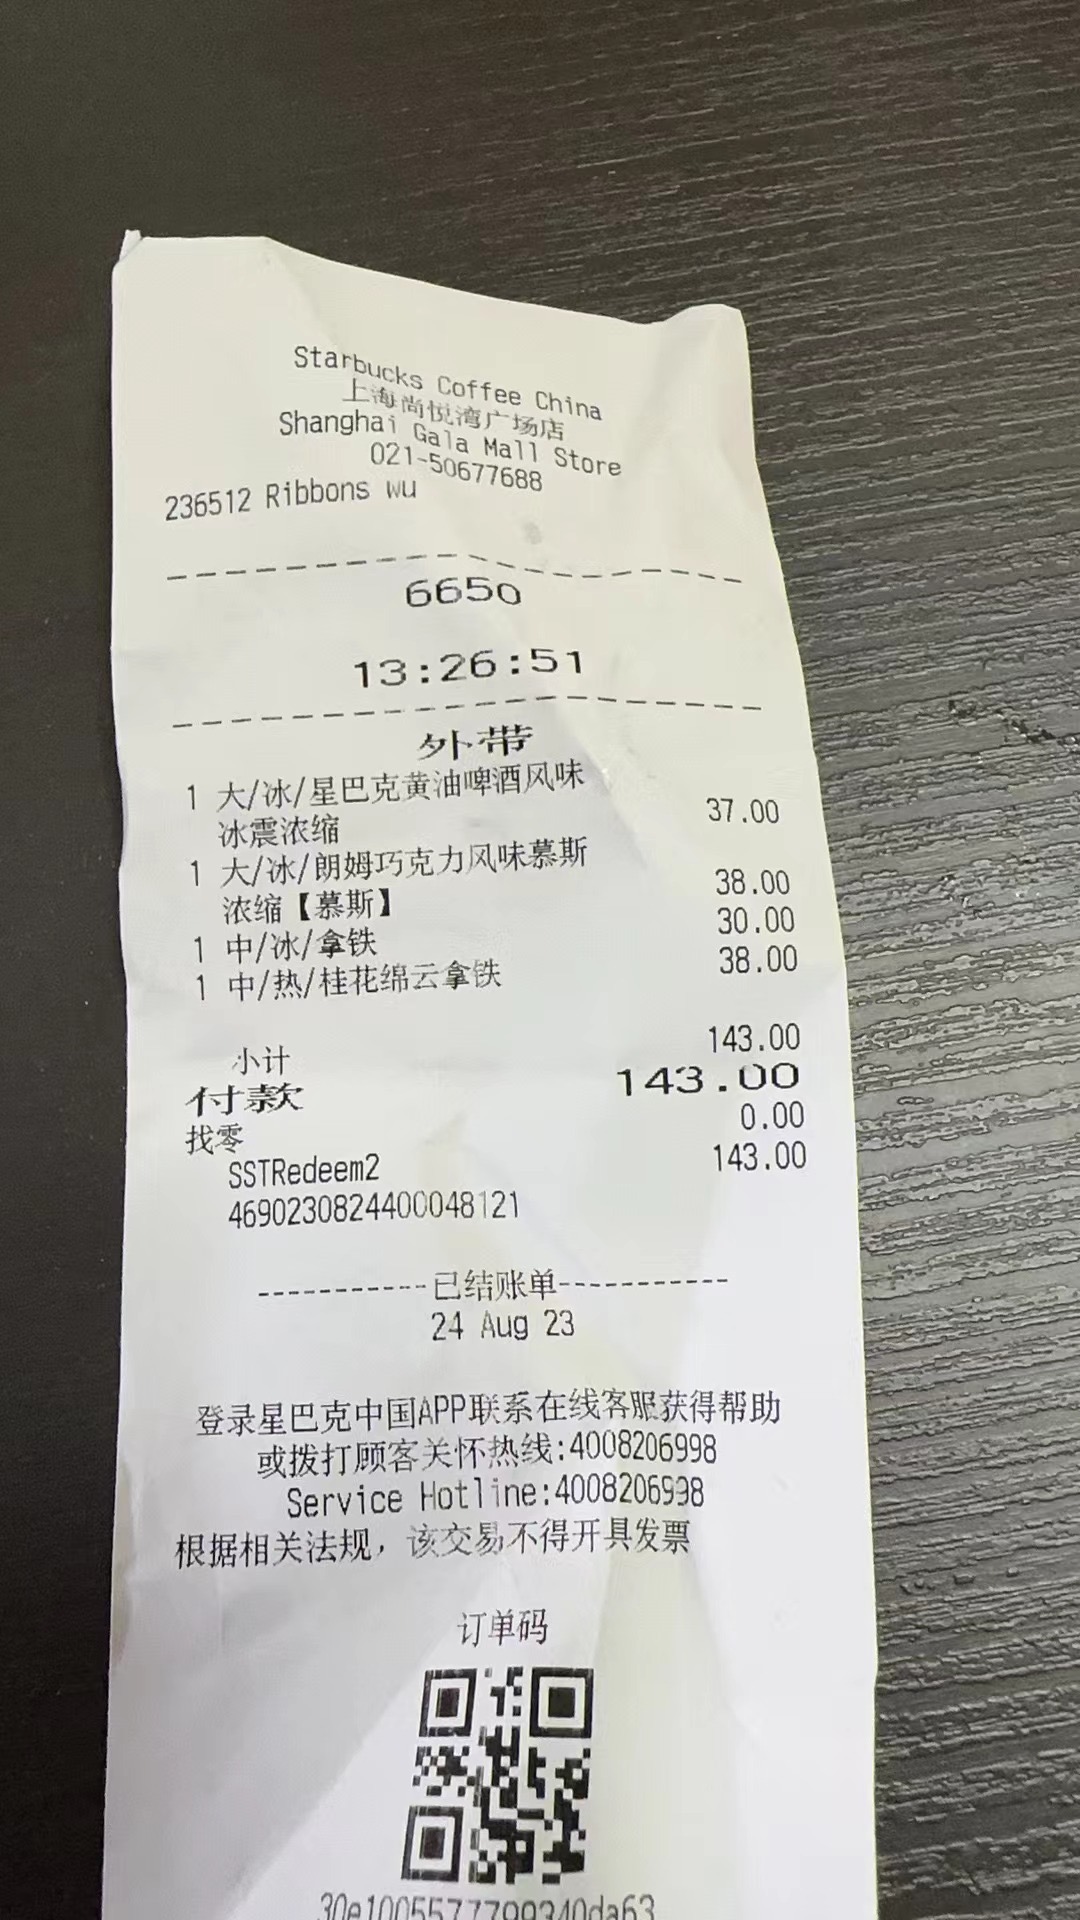 Starbucks Coffee China
上海尚悦湾广场店
Shanghai Gala Mall Store
021-50677688
236512 Ribbons wu
6650
13:26:51
外带
1 大/冰/星巴克黄油啤酒风味
冰震浓缩 37.00
1 大/冰/朗姆巧克力风味慕斯
浓缩【慕斯】 38.00
1 中/冰/拿铁 30.00
1 中/热/桂花绵云拿铁 38.00
小计 143.00
付款 143.00
找零 0.00
SSTRedeem2 143.00
4690230824400048121
-----------已结账单-----------
24 Aug 23
登录星巴克中国APP联系在线客服获得帮助
或拨打顾客关怀热线:4008206998
Service Hotline:4008206998
根据相关法规，该交易不得开具发票
订单码